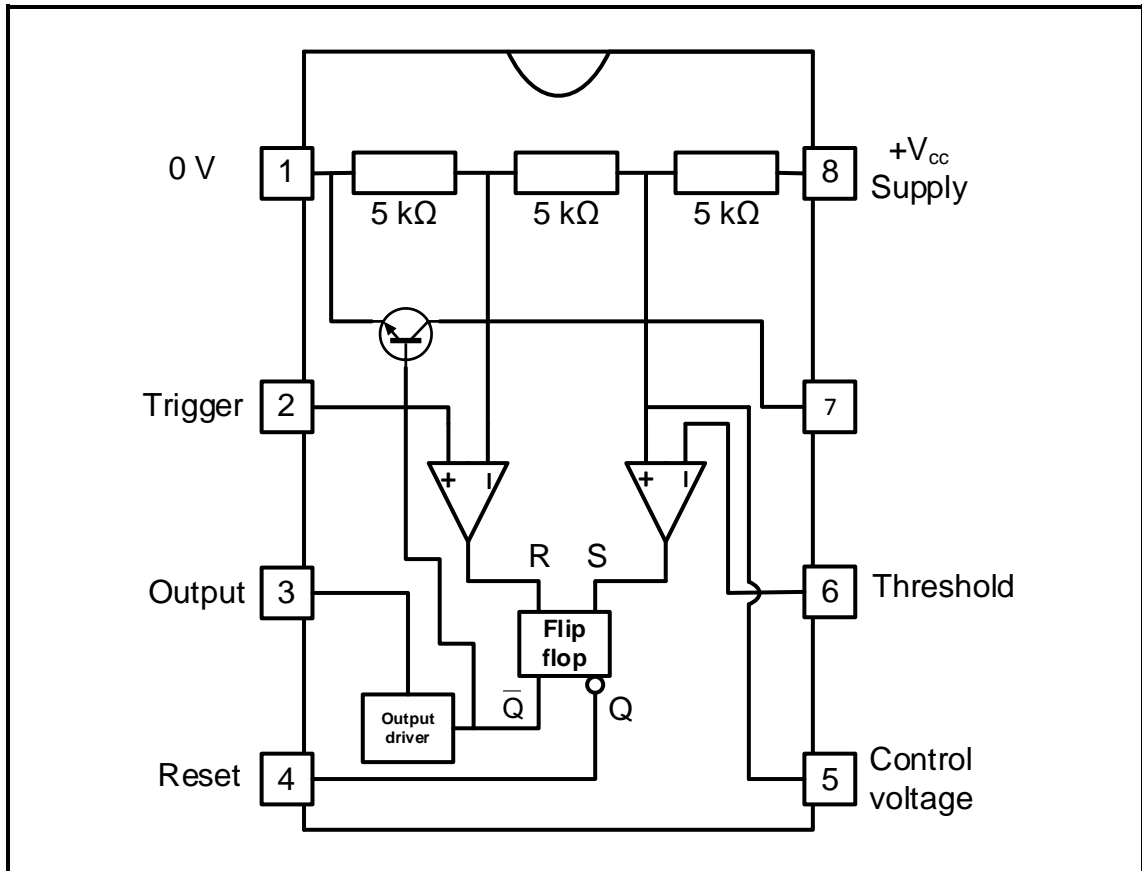 0 V
1
5 kΩ
5 kΩ
5 kΩ
8
+Vcc
Supply
Trigger
2
7
+
–
+
–
R
S
Output
3
Flip
flop
6
Threshold
Q̅
Q
Output
driver
Reset
4
5
Control
voltage